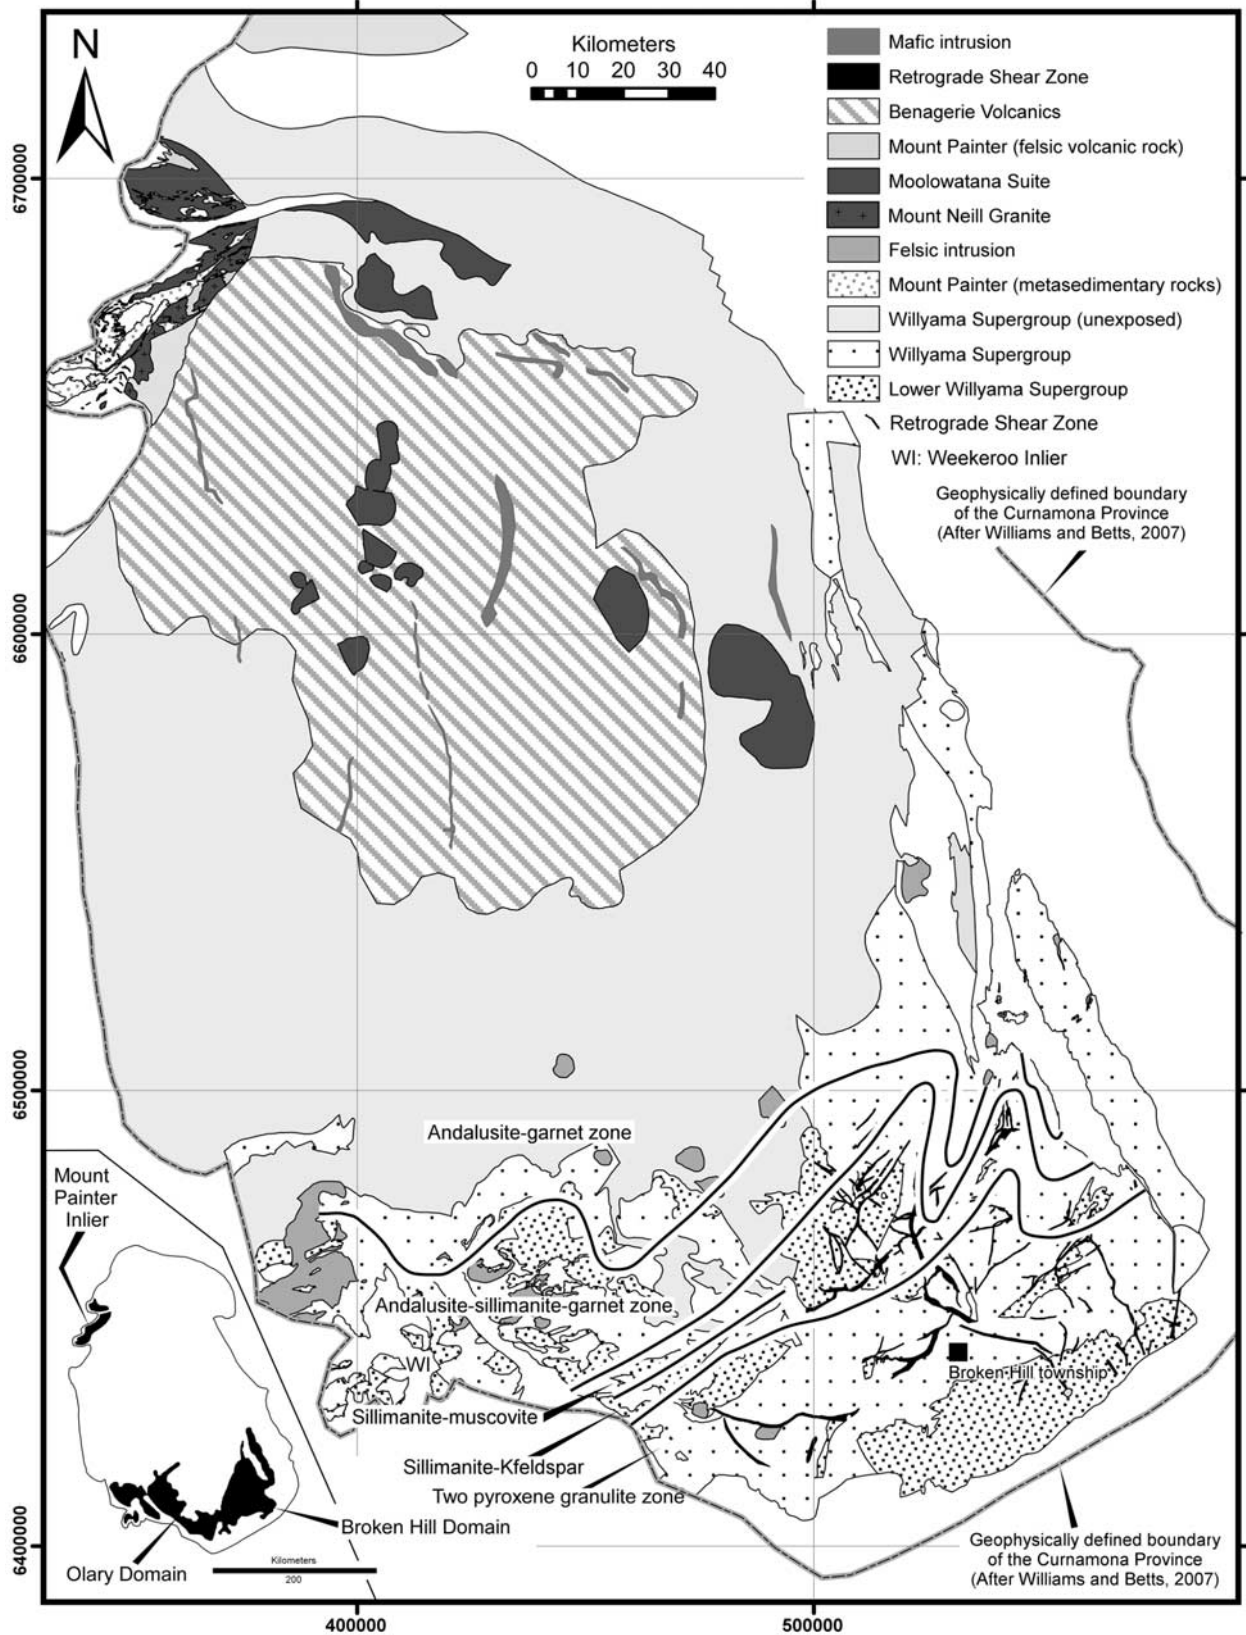 N
Kilometers
0 10 20 30 40
Mafic intrusion
Retrograde Shear Zone
Benagerie Volcanics
Mount Painter (felsic volcanic rock)
Moolowatana Suite
Mount Neill Granite
Felsic intrusion
Mount Painter (metasedimentary rocks)
Willyama Supergroup (unexposed)
Willyama Supergroup
Lower Willyama Supergroup
Retrograde Shear Zone
WI: Weekeroo Inlier
Geophysically defined boundary
of the Curnamona Province
(After Williams and Betts, 2007)
6700000
6600000
6500000
6400000
Andalusite-garnet zone
Andalusite-sillimanite-garnet zone
WI
Sillimanite-muscovite
Sillimanite-Kfeldspar
Two pyroxene granulite zone
Broken Hill township
Mount
Painter
Inlier
Broken Hill Domain
Olary Domain
Kilometers
200
Geophysically defined boundary
of the Curnamona Province
(After Williams and Betts, 2007)
400000
500000